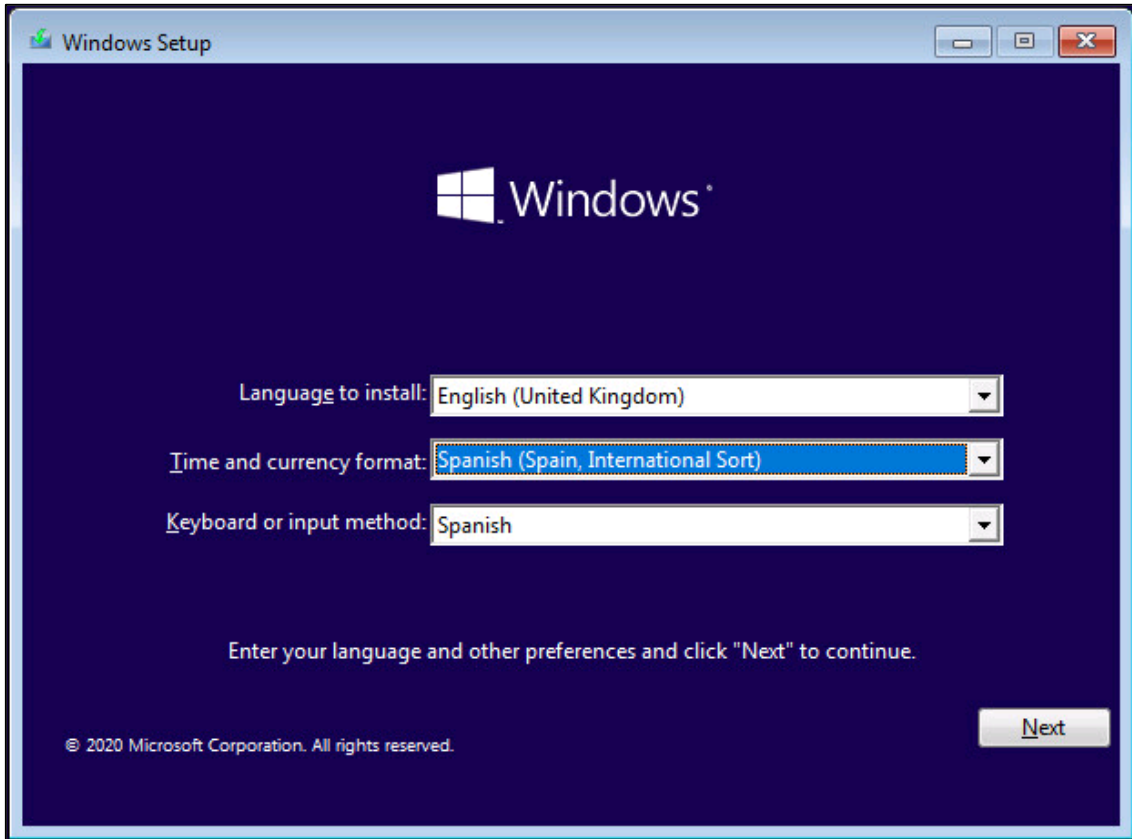 Windows Setup
Windows®
Language to install: English (United Kingdom)
Time and currency format: Spanish (Spain, International Sort)
Keyboard or input method: Spanish
Enter your language and other preferences and click "Next" to continue.
Next
© 2020 Microsoft Corporation. All rights reserved.